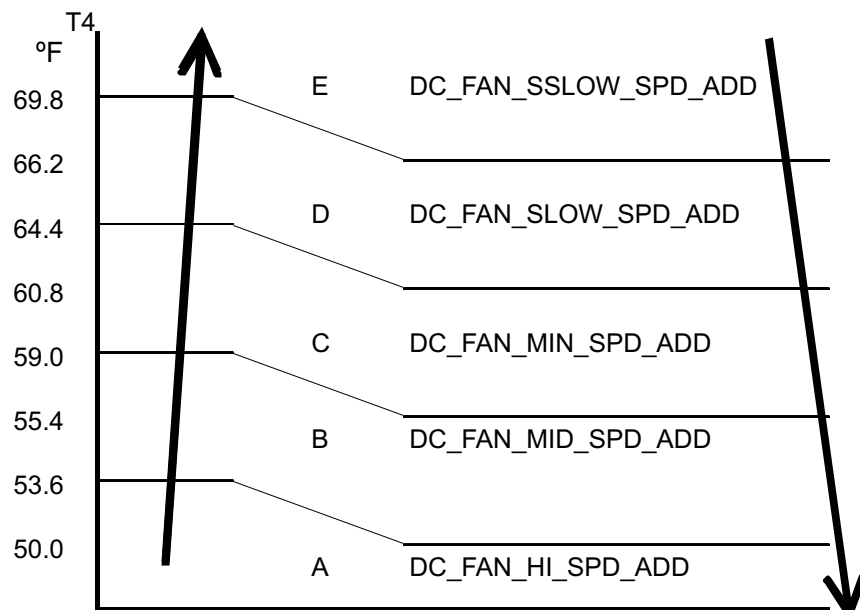 T4
ºF
E DC_FAN_SSLOW_SPD_ADD
69.8
66.2
D DC_FAN_SLOW_SPD_ADD
64.4
60.8
C DC_FAN_MIN_SPD_ADD
59.0
55.4
B DC_FAN_MID_SPD_ADD
53.6
50.0
A DC_FAN_HI_SPD_ADD